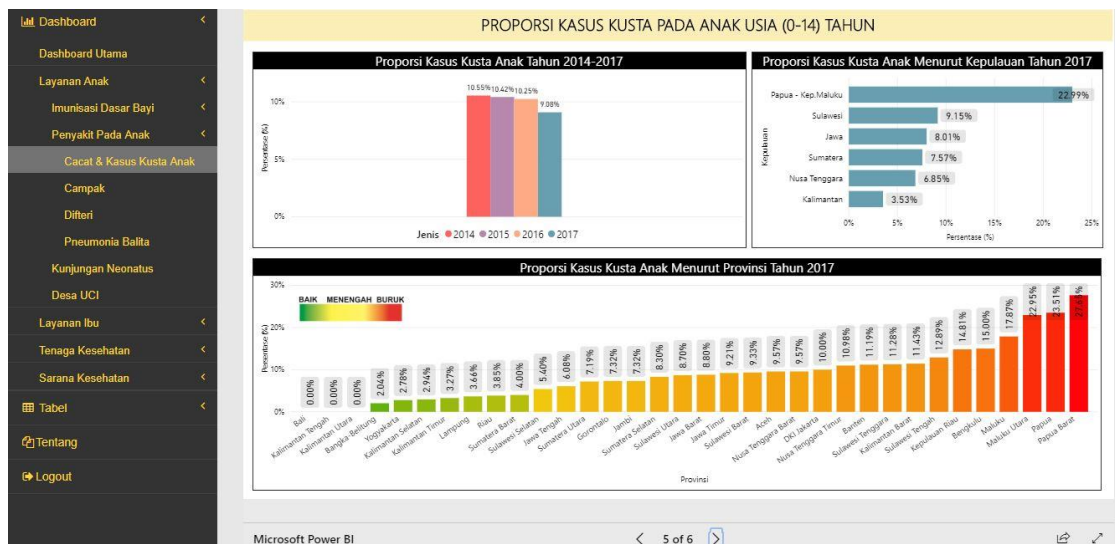 Dashboard
Dashboard Utama
Layanan Anak
Imunisasi Dasar Bayi
Penyakit Pada Anak
Cacat & Kasus Kusta Anak
Campak
Difteri
Pneumonia Balita
Kunjungan Neonatus
Desa UCI
Layanan Ibu
Tenaga Kesehatan
Sarana Kesehatan
Tabel
Tentang
Logout
PROPORSI KASUS KUSTA PADA ANAK USIA (0-14) TAHUN
Proporsi Kasus Kusta Anak Tahun 2014-2017
Persentase (%)
10%
5%
0%
10.55% 10.42% 10.25% 9.08%
Jenis 2014 2015 2016 2017
Proporsi Kasus Kusta Anak Menurut Kepulauan Tahun 2017
Kepulauan
Papua - Kep.Maluku 22.99%
Sulawesi 9.15%
Jawa 8.01%
Sumatera 7.57%
Nusa Tenggara 6.85%
Kalimantan 3.53%
0% 5% 10% 15% 20% 25%
Persentase (%)
Proporsi Kasus Kusta Anak Menurut Provinsi Tahun 2017
BAIK MENENGAH BURUK
Persentase (%)
30%
20%
10%
0%
0.00% 0.00% 0.00% 2.04% 2.78% 2.94% 3.27% 3.66% 3.85% 4.00% 5.40% 6.08% 7.19% 7.32% 7.32% 8.30% 8.70% 8.80% 9.21% 9.33% 9.57% 9.57% 10.00% 10.98% 11.19% 11.28% 11.43% 12.89% 14.81% 15.00% 17.87% 22.95% 23.51%
Bali
Kalimantan Tengah
Kalimantan Utara
Bangka-Belitung
Yogyakarta
Kalimantan Selatan
Kalimantan Timur
Lampung
Riau
Sumatera Barat
Sulawesi Selatan
Jawa Tengah
Sumatera Utara
Gorontalo
Jambi
Sumatera Selatan
Sulawesi Utara
Jawa Barat
Jawa Timur
Sulawesi Barat
Aceh
Nusa Tenggara Barat
DKI Jakarta
Nusa Tenggara Timur
Banten
Sulawesi Tenggara
Kalimantan Barat
Sulawesi Tengah
Kepulauan Riau
Bengkulu
Maluku
Maluku Utara
Papua
Papua Barat
Provinsi
Microsoft Power BI
5 of 6